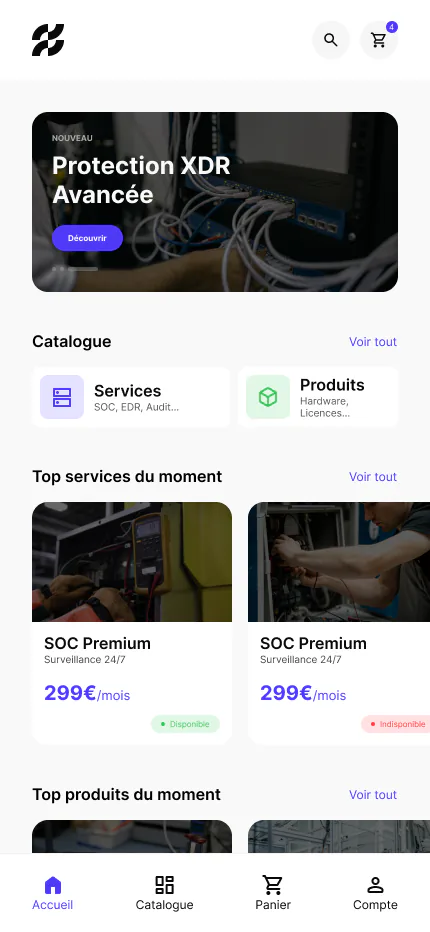 4
NOUVEAU
Protection XDR
Avancée
Découvrir
Catalogue
Voir tout
Services
SOC, EDR, Audit...
Produits
Hardware,
Licences...
Top services du moment
Voir tout
SOC Premium
Surveillance 24/7
299€/mois
Disponible
SOC Premium
Surveillance 24/7
299€/mois
Indisponible
Top produits du moment
Voir tout
Accueil
Catalogue
Panier
Compte